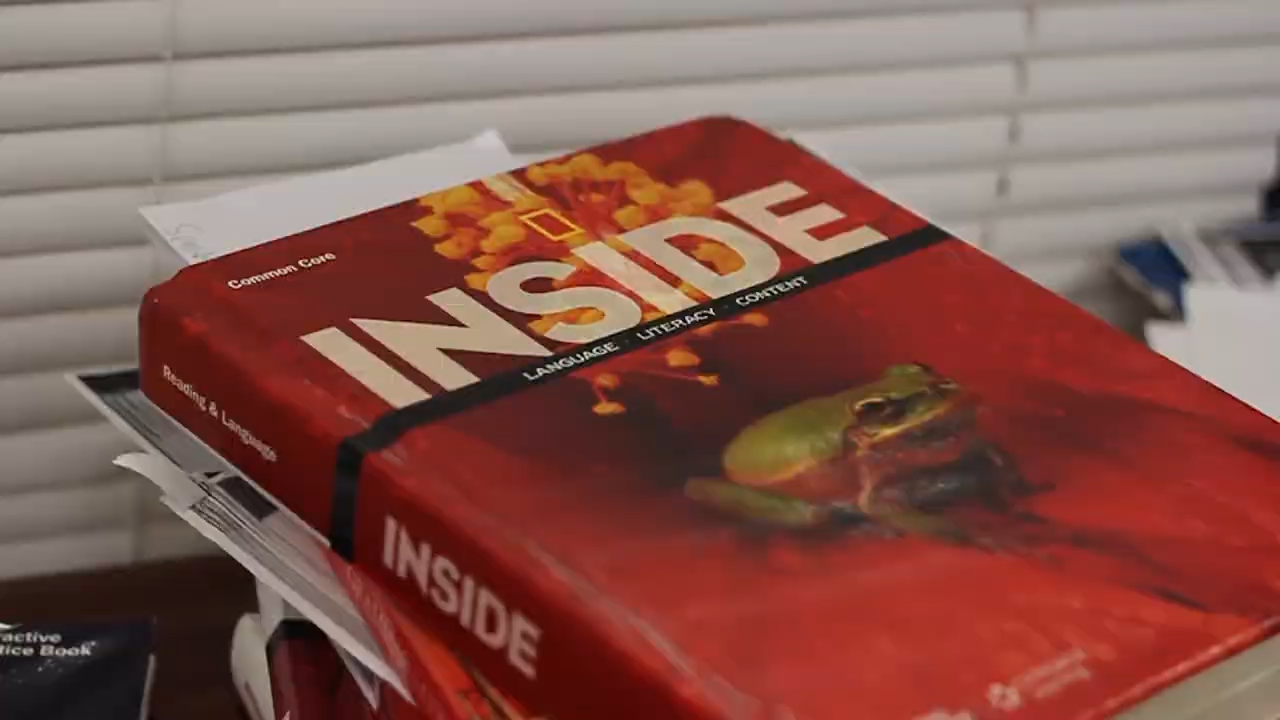 Common Core
INSIDE
LANGUAGE · LITERACY · CONTENT
Reading & Language
INSIDE
ractive
tice Book